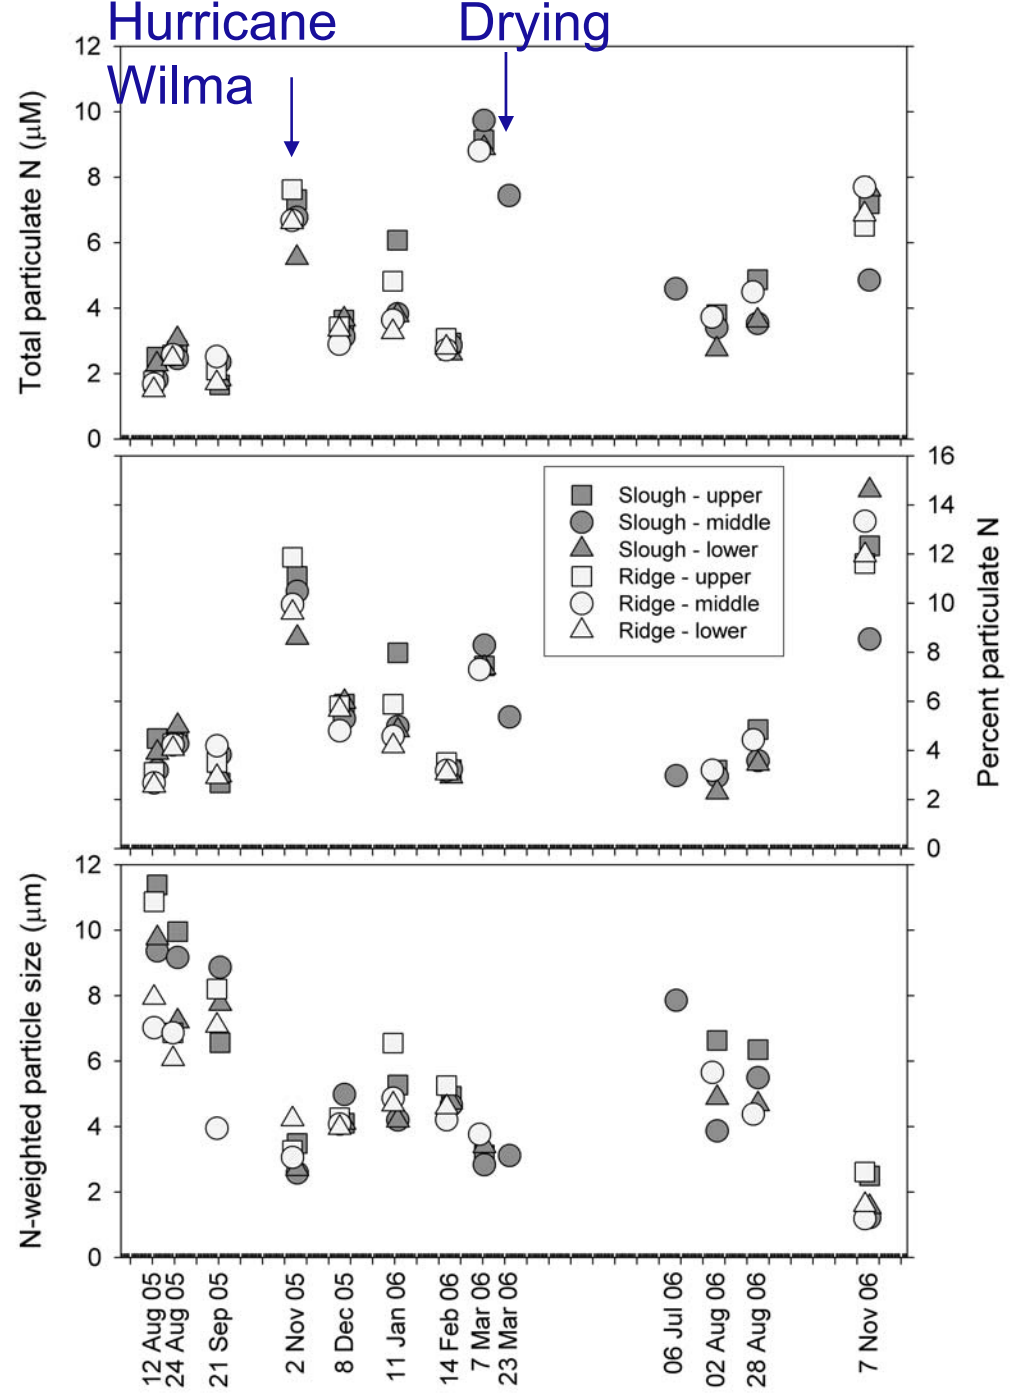 Hurricane
Wilma
Drying
Total particulate N (μM)
12
10
8
6
4
2
0
Slough - upper
Slough - middle
Slough - lower
Ridge - upper
Ridge - middle
Ridge - lower
16
14
12
10
8
6
4
2
0
Percent particulate N
N-weighted particle size (μm)
12
10
8
6
4
2
0
12 Aug 05
24 Aug 05
21 Sep 05
2 Nov 05
8 Dec 05
11 Jan 06
14 Feb 06
7 Mar 06
23 Mar 06
06 Jul 06
02 Aug 06
28 Aug 06
7 Nov 06